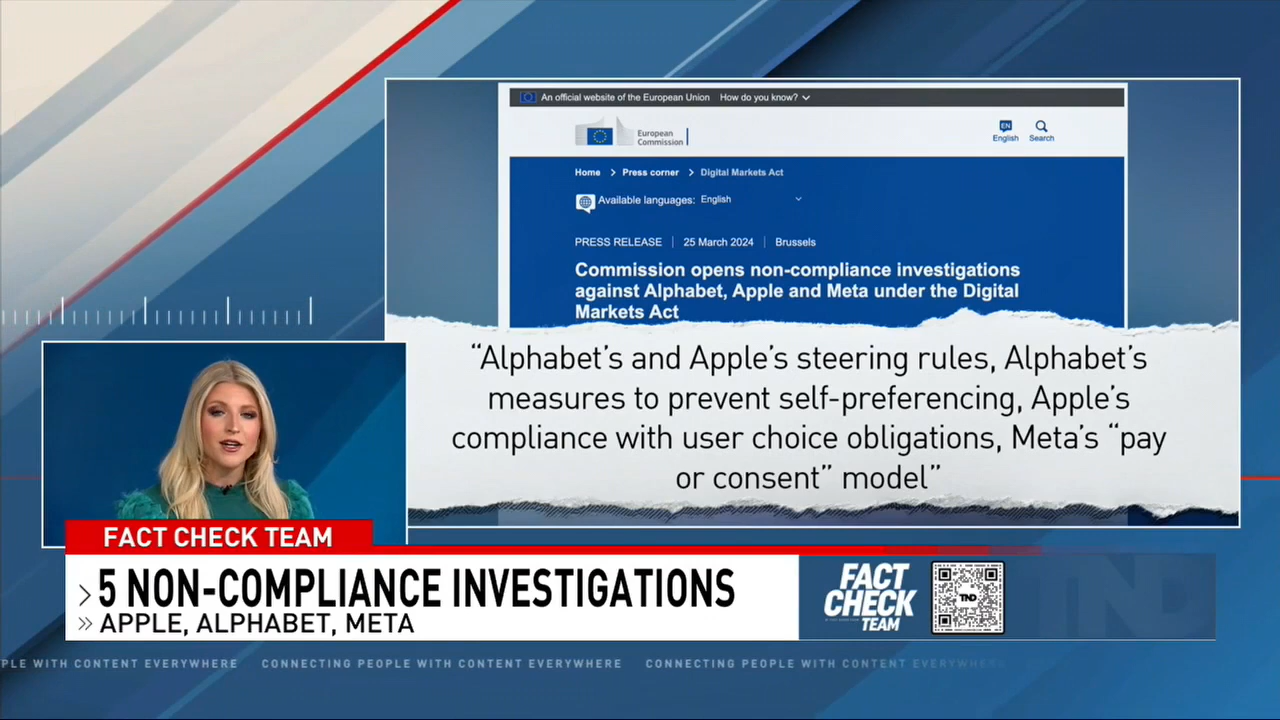 An official website of the European Union How do you know?
European
Commission
EN
English Search
Home > Press corner > Digital Markets Act
Available languages: English
PRESS RELEASE | 25 March 2024 | Brussels
Commission opens non-compliance investigations
against Alphabet, Apple and Meta under the Digital
Markets Act
“Alphabet’s and Apple’s steering rules, Alphabet’s
measures to prevent self-preferencing, Apple’s
compliance with user choice obligations, Meta’s “pay
or consent” model”
FACT CHECK TEAM
> 5 NON-COMPLIANCE INVESTIGATIONS
» APPLE, ALPHABET, META
FACT
CHECK
TEAM
TND
TND
PLE WITH CONTENT EVERYWHERE CONNECTING PEOPLE WITH CONTENT EVERYWHERE CONNECTING PEOPLE WITH CONTENT EVERYWHERE